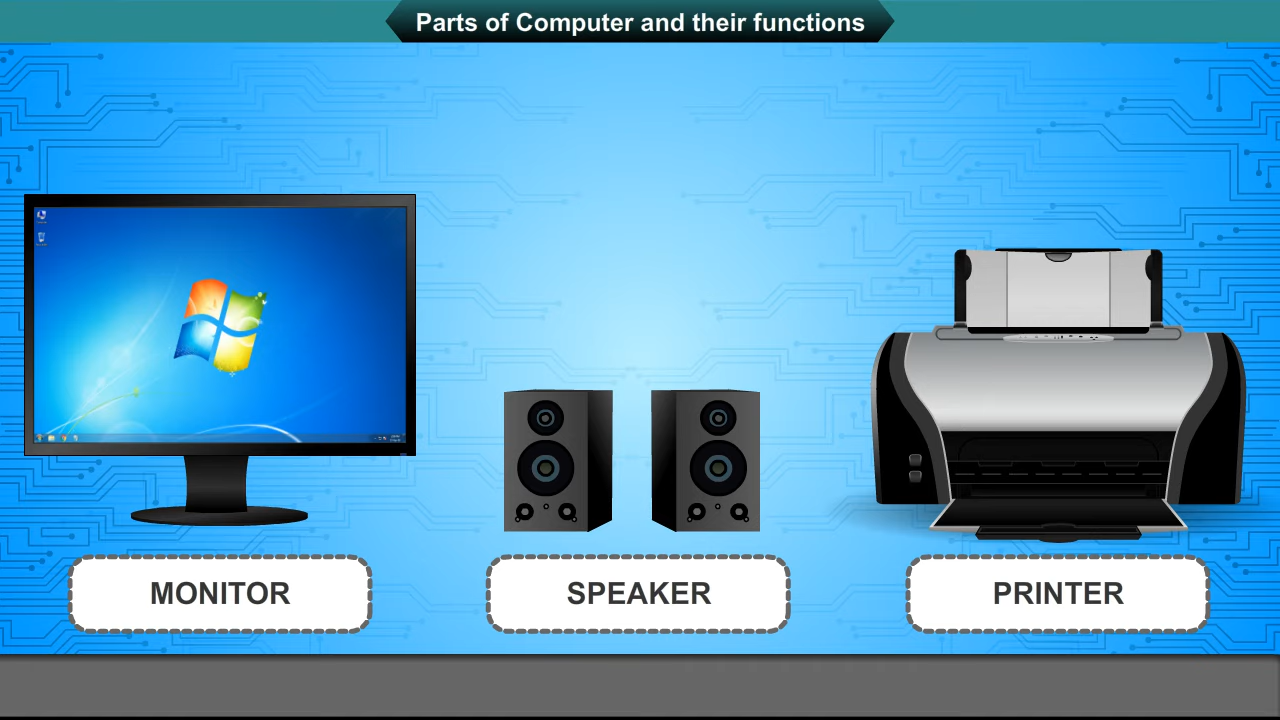 Parts of Computer and their functions
MONITOR
SPEAKER
PRINTER